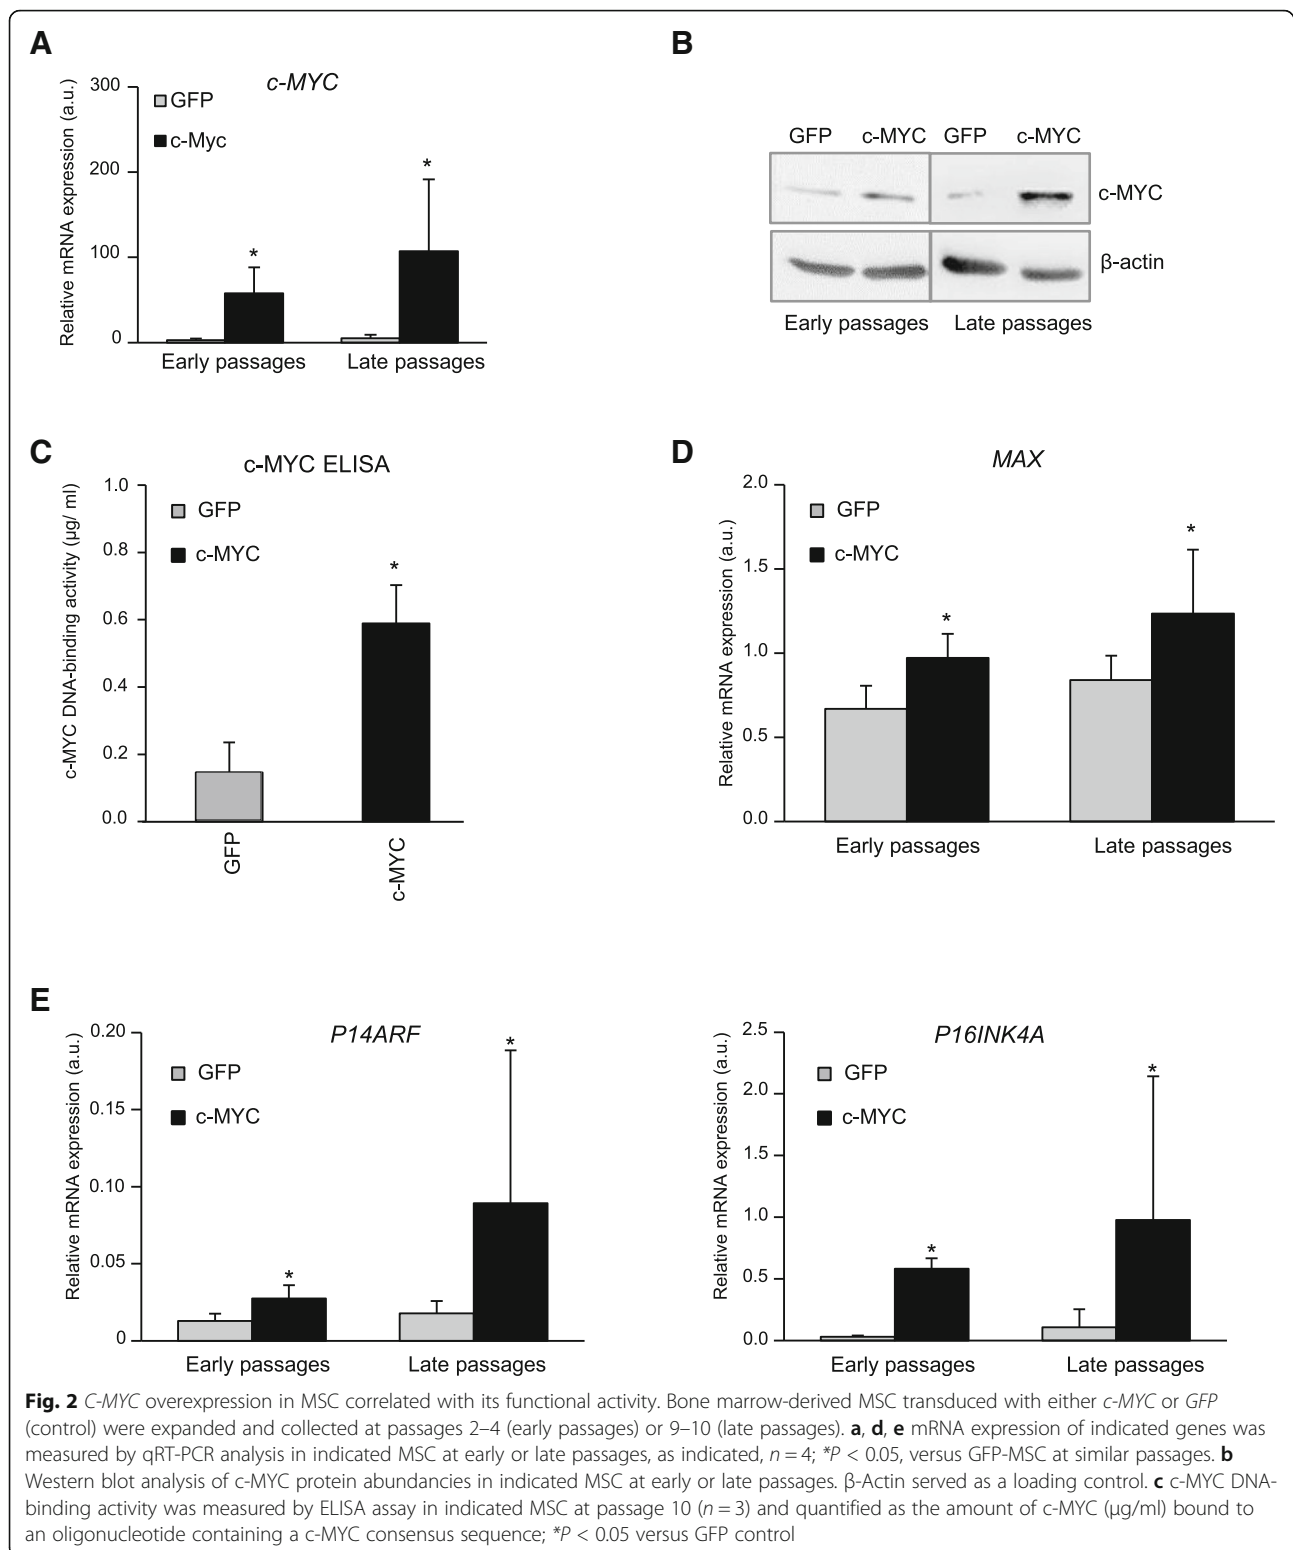 A
c-MYC
Relative mRNA expression (a.u.)
300
200
100
0
GFP
c-Myc
*
*
Early passages
Late passages
B
GFP c-MYC GFP c-MYC
c-MYC
β-actin
Early passages Late passages
C
c-MYC ELISA
c-MYC DNA-binding activity (µg/ ml)
1.0
0.8
0.6
0.4
0.2
0.0
GFP
c-MYC
*
GFP
c-MYC
D
MAX
Relative mRNA expression (a.u.)
2.0
1.5
1.0
0.5
0.0
GFP
c-MYC
*
*
Early passages
Late passages
E
P14ARF
Relative mRNA expression (a.u.)
0.20
0.15
0.10
0.05
0
GFP
c-MYC
*
*
Early passages
Late passages
P16INK4A
Relative mRNA expression (a.u.)
2.5
2.0
1.5
1.0
0.5
0.0
GFP
c-MYC
*
*
Early passages
Late passages
Fig. 2 C-MYC overexpression in MSC correlated with its functional activity. Bone marrow-derived MSC transduced with either c-MYC or GFP
(control) were expanded and collected at passages 2–4 (early passages) or 9–10 (late passages). a, d, e mRNA expression of indicated genes was
measured by qRT-PCR analysis in indicated MSC at early or late passages, as indicated, n = 4; *P < 0.05, versus GFP-MSC at similar passages. b
Western blot analysis of c-MYC protein abundancies in indicated MSC at early or late passages. β-Actin served as a loading control. c c-MYC DNA-
binding activity was measured by ELISA assay in indicated MSC at passage 10 (n = 3) and quantified as the amount of c-MYC (µg/ml) bound to
an oligonucleotide containing a c-MYC consensus sequence; *P < 0.05 versus GFP control